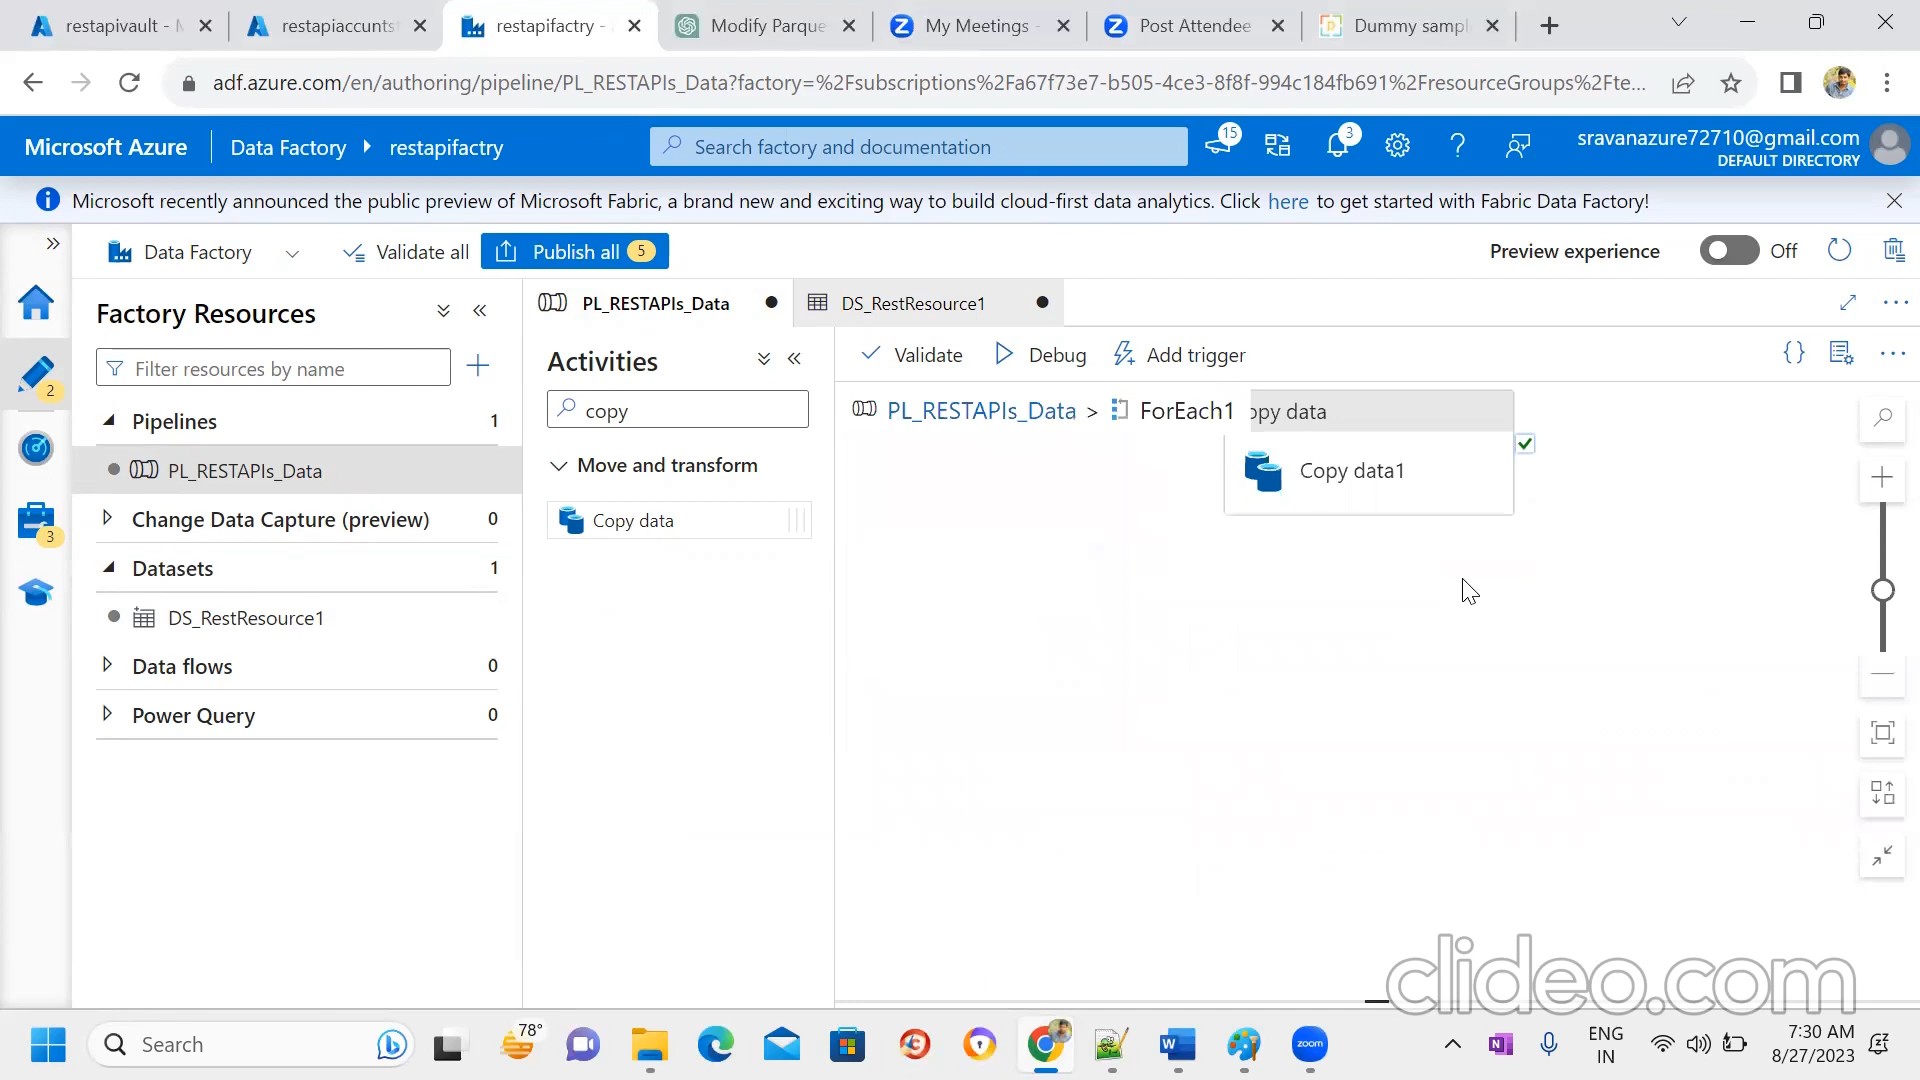 restapivault - M
restapiaccuntst
restapifactry -
Modify Parque
My Meetings -
Post Attendee
Dummy sampl
adf.azure.com/en/authoring/pipeline/PL_RESTAPIs_Data?factory=%2Fsubscriptions%2Fa67f73e7-b505-4ce3-8f8f-994c184fb691%2FresourceGroups%2Fte...
Microsoft Azure
Data Factory
restapifactry
Search factory and documentation
15
3
sravanazure72710@gmail.com
DEFAULT DIRECTORY
Microsoft recently announced the public preview of Microsoft Fabric, a brand new and exciting way to build cloud-first data analytics. Click here to get started with Fabric Data Factory!
Data Factory
Validate all
Publish all 5
Preview experience
Off
Factory Resources
PL_RESTAPIs_Data
DS_RestResource1
Activities
Validate
Debug
Add trigger
Filter resources by name
2
copy
PL_RESTAPIs_Data > ForEach1
opy data
Pipelines 1
Move and transform
PL_RESTAPIs_Data
Copy data1
Change Data Capture (preview) 0
Copy data
3
Datasets 1
DS_RestResource1
Data flows 0
Power Query 0
clideo.com
Search
78°
zoom
ENG
IN
7:30 AM
8/27/2023